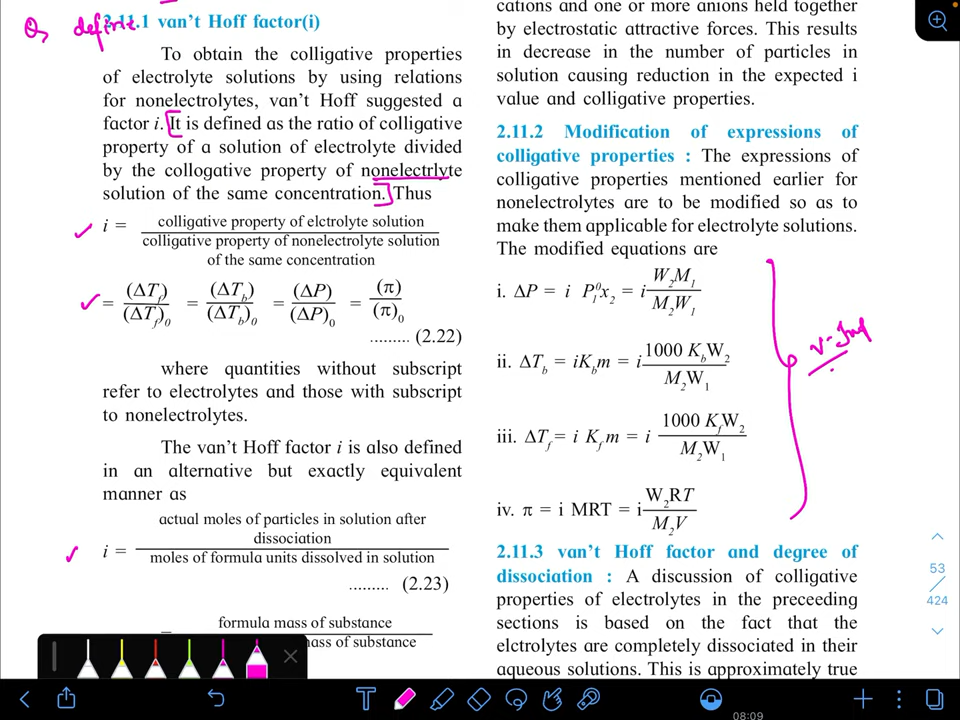 Q, define
2.11.1 van't Hoff factor(i)
To obtain the colligative properties
of electrolyte solutions by using relations
for nonelectrolytes, van't Hoff suggested a
factor i. It is defined as the ratio of colligative
property of a solution of electrolyte divided
by the collogative property of nonelectrlyte
solution of the same concentration. Thus
i = colligative property of elctrolyte solution
colligative property of nonelectrolyte solution
of the same concentration
= (ΔTf)/(ΔTf)0 = (ΔTb)/(ΔTb)0 = (ΔP)/(ΔP)0 = (π)/(π)0
......... (2.22)
where quantities without subscript
refer to electrolytes and those with subscript
to nonelectrolytes.
The van't Hoff factor i is also defined
in an alternative but exactly equivalent
manner as
i = actual moles of particles in solution after
dissociation
moles of formula units dissolved in solution
......... (2.23)
= formula mass of substance
mass of substance
cations and one or more anions held together
by electrostatic attractive forces. This results
in decrease in the number of particles in
solution causing reduction in the expected i
value and colligative properties.
2.11.2 Modification of expressions of
colligative properties : The expressions of
colligative properties mentioned earlier for
nonelectrolytes are to be modified so as to
make them applicable for electrolyte solutions.
The modified equations are
i. ΔP = i P₁⁰x₂ = i W₂M₁/M₂W₁
ii. ΔTb = iKbm = i 1000 KbW₂/M₂W₁
iii. ΔTf = i Kf m = i 1000 KfW₂/M₂W₁
iv. π = i MRT = i W₂RT/M₂V
2.11.3 van't Hoff factor and degree of
dissociation : A discussion of colligative
properties of electrolytes in the preceeding
sections is based on the fact that the
elctrolytes are completely dissociated in their
aqueous solutions. This is approximately true
53
424
08:09